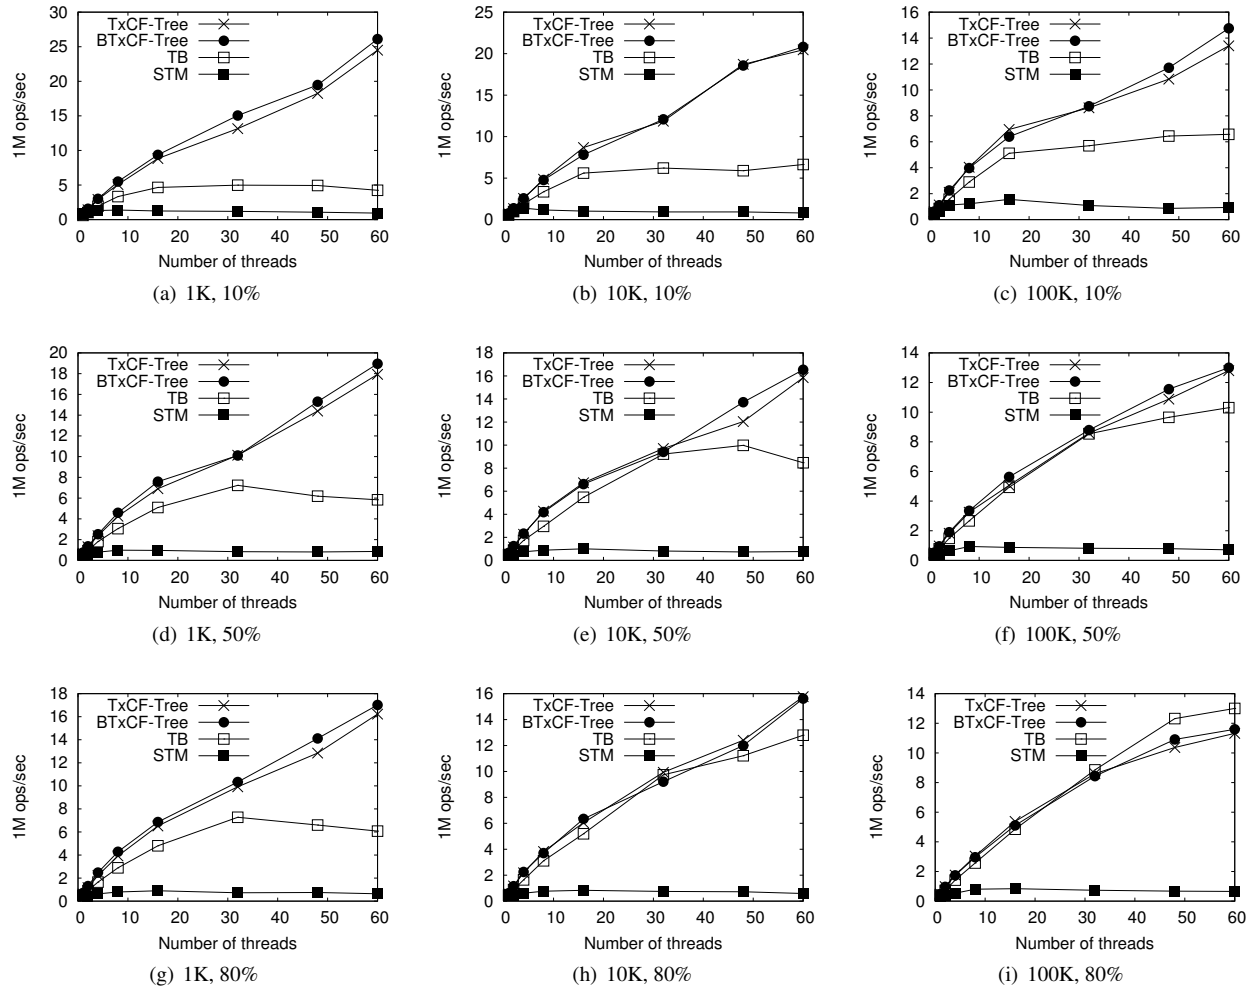 30
25
20
15
10
5
0
1M ops/sec
TxCF-Tree
BTxCF-Tree
TB
STM
0 10 20 30 40 50 60
Number of threads
(a) 1K, 10%
25
20
15
10
5
0
1M ops/sec
TxCF-Tree
BTxCF-Tree
TB
STM
0 10 20 30 40 50 60
Number of threads
(b) 10K, 10%
16
14
12
10
8
6
4
2
0
1M ops/sec
TxCF-Tree
BTxCF-Tree
TB
STM
0 10 20 30 40 50 60
Number of threads
(c) 100K, 10%
20
18
16
14
12
10
8
6
4
2
0
1M ops/sec
TxCF-Tree
BTxCF-Tree
TB
STM
0 10 20 30 40 50 60
Number of threads
(d) 1K, 50%
18
16
14
12
10
8
6
4
2
0
1M ops/sec
TxCF-Tree
BTxCF-Tree
TB
STM
0 10 20 30 40 50 60
Number of threads
(e) 10K, 50%
14
12
10
8
6
4
2
0
1M ops/sec
TxCF-Tree
BTxCF-Tree
TB
STM
0 10 20 30 40 50 60
Number of threads
(f) 100K, 50%
18
16
14
12
10
8
6
4
2
0
1M ops/sec
TxCF-Tree
BTxCF-Tree
TB
STM
0 10 20 30 40 50 60
Number of threads
(g) 1K, 80%
16
14
12
10
8
6
4
2
0
1M ops/sec
TxCF-Tree
BTxCF-Tree
TB
STM
0 10 20 30 40 50 60
Number of threads
(h) 10K, 80%
14
12
10
8
6
4
2
0
1M ops/sec
TxCF-Tree
BTxCF-Tree
TB
STM
0 10 20 30 40 50 60
Number of threads
(i) 100K, 80%